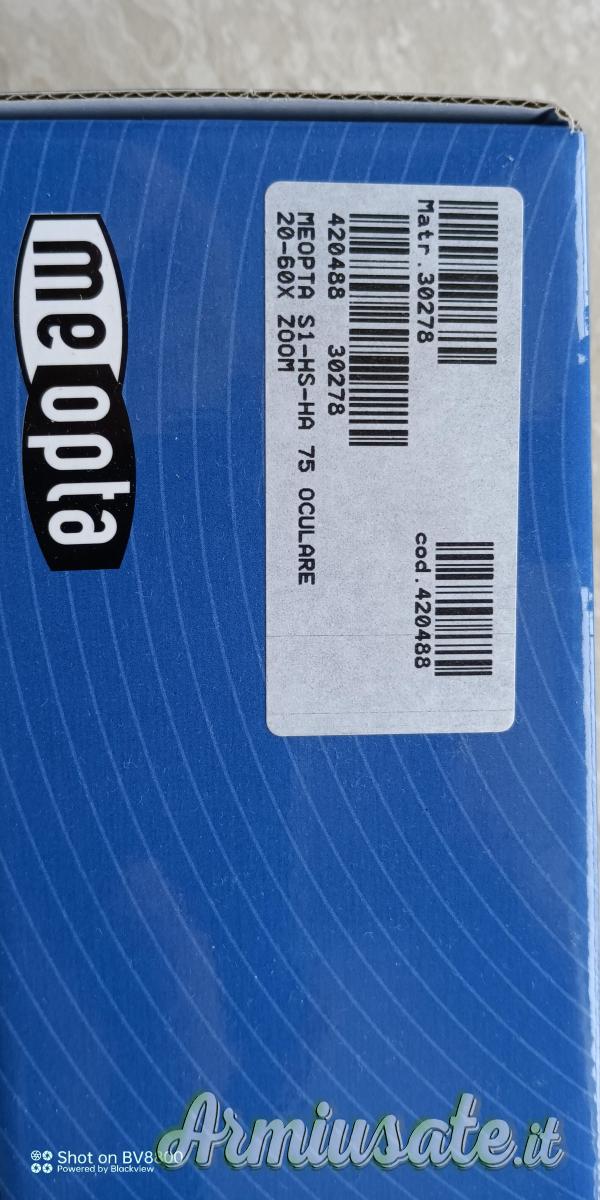 meopta
Matr.30278
cod.420488
420488 30278
MEOPTA S1-HS-HA 75 OCULARE
20-60X ZOOM
Shot on BV8800
Powered by Blackview
Armiusate.it